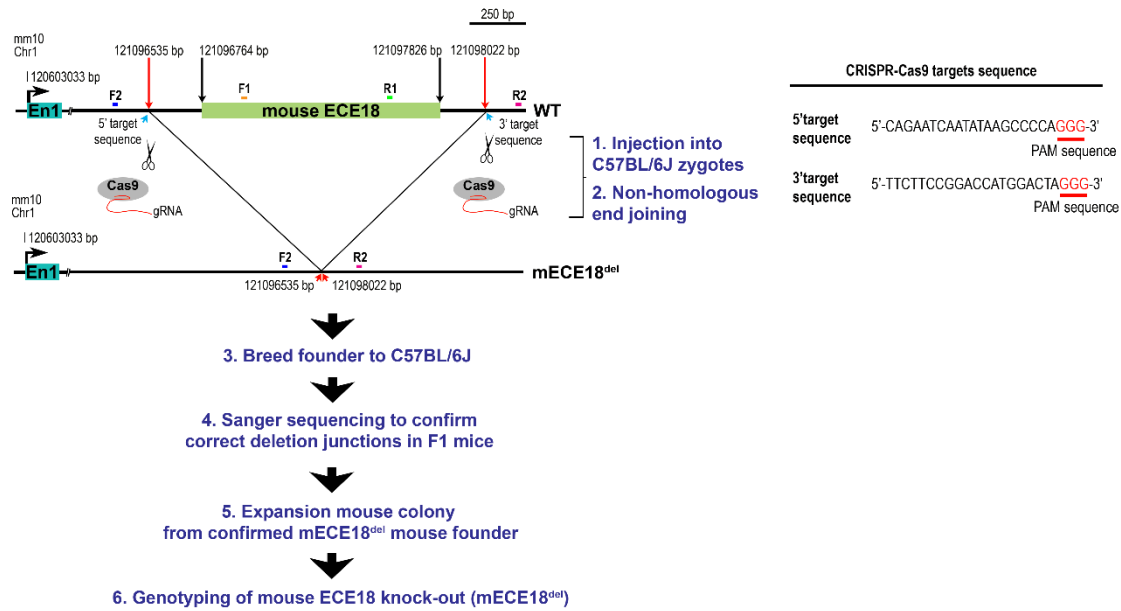 250 bp
mm10
Chr1
121096535 bp
121096764 bp
121097826 bp
121098022 bp
I 120603033 bp
F2
F1
R1
R2
En1
mouse ECE18
WT
5' target
sequence
3' target
sequence
Cas9
gRNA
Cas9
gRNA
1. Injection into
C57BL/6J zygotes
2. Non-homologous
end joining
mm10
Chr1
I 120603033 bp
F2
R2
En1
mECE18del
121096535 bp
121098022 bp
3. Breed founder to C57BL/6J
4. Sanger sequencing to confirm
correct deletion junctions in F1 mice
5. Expansion mouse colony
from confirmed mECE18del mouse founder
6. Genotyping of mouse ECE18 knock-out (mECE18del)
CRISPR-Cas9 targets sequence
5'target
sequence
5'-CAGAATCAATATAAGCCCCAGGG-3'
PAM sequence
3'target
sequence
5'-TTCTTCCGGACCATGGACTAGGG-3'
PAM sequence